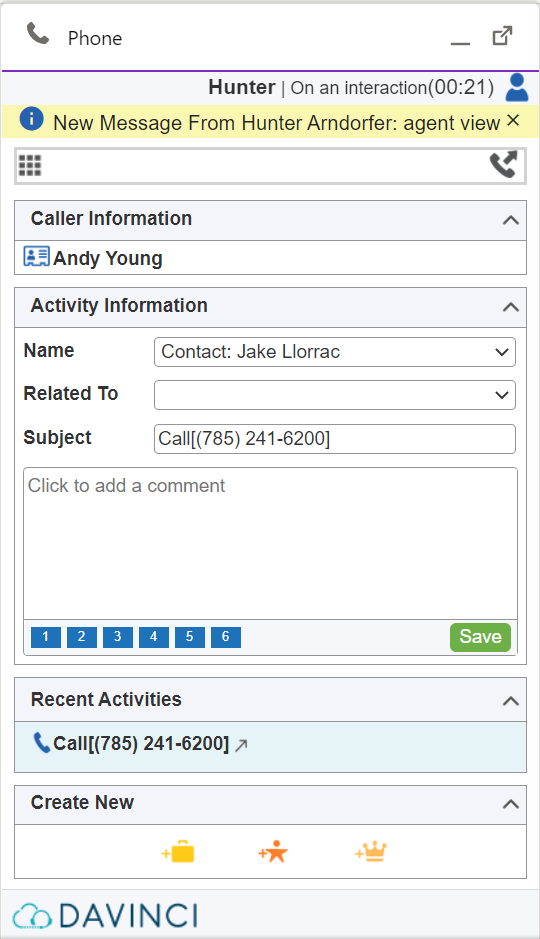 Phone
Hunter | On an interaction(00:21)
New Message From Hunter Arndorfer: agent view ×
Caller Information
Andy Young
Activity Information
Name Contact: Jake Llorrac
Related To
Subject Call[(785) 241-6200]
Click to add a comment
1 2 3 4 5 6 Save
Recent Activities
Call[(785) 241-6200]
Create New
DAVINCI